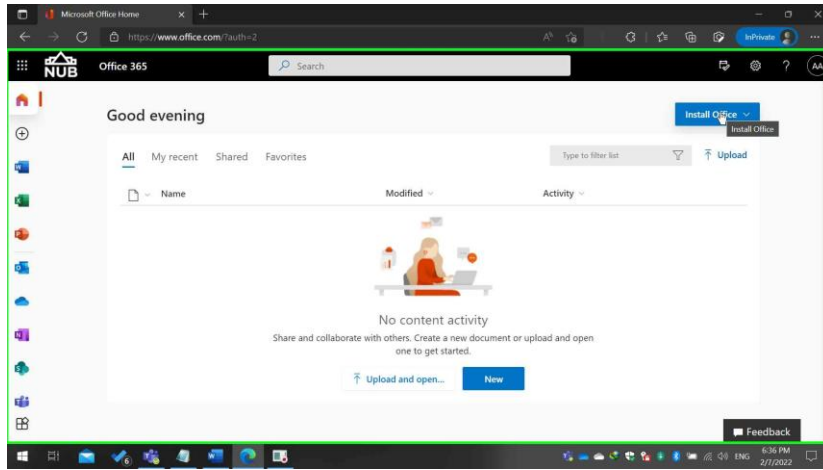 Microsoft Office Home
https://www.office.com/?auth=2
InPrivate
NUB
Office 365
Search
AA
Good evening
Install Office
Install Office
All My recent Shared Favorites
Type to filter list
Upload
Name Modified Activity
No content activity
Share and collaborate with others. Create a new document or upload and open
one to get started.
Upload and open... New
Feedback
ENG
6:36 PM
2/7/2022